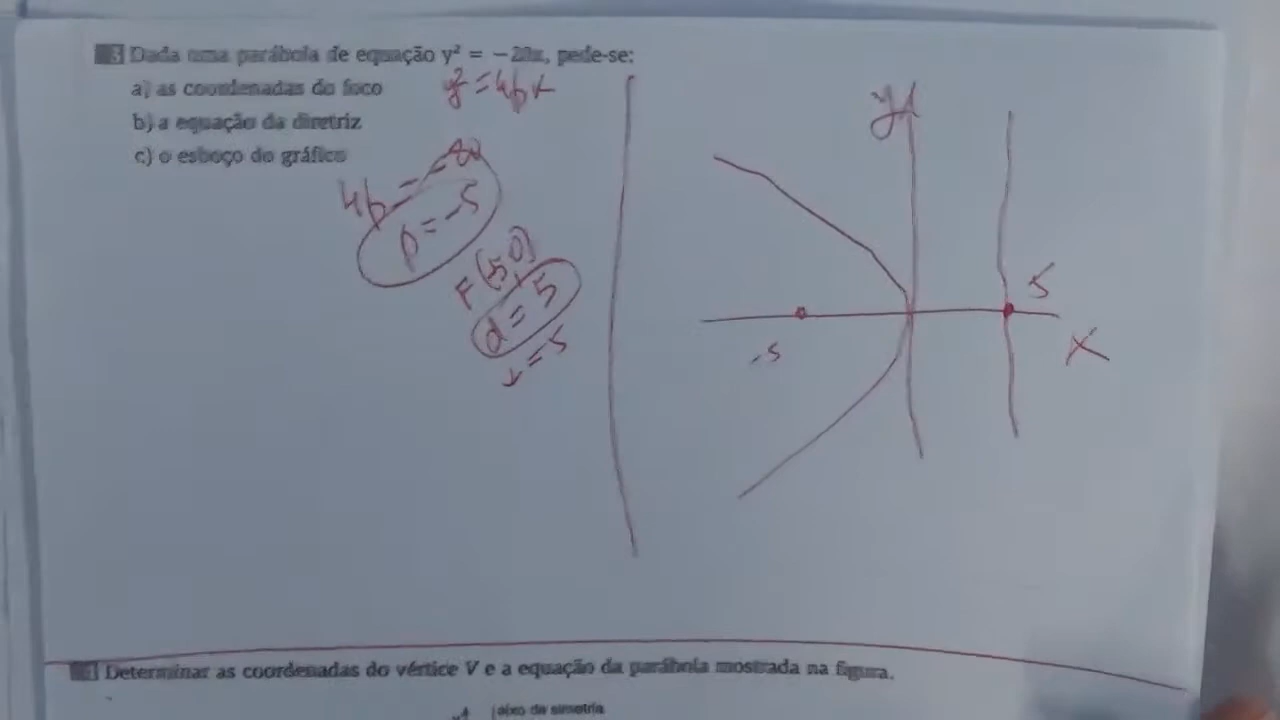 3 Dada uma parábola de equação y² = −20x, pede-se:
a) as coordenadas do foco
y² = 4px
b) a equação da diretriz
c) o esboço do gráfico
4p = -20
p = -5
F(-5,0)
d = 5
x = 5
y
5
-5
x
Determinar as coordenadas do vértice V e a equação da parábola mostrada na figura.
eixo de simetria